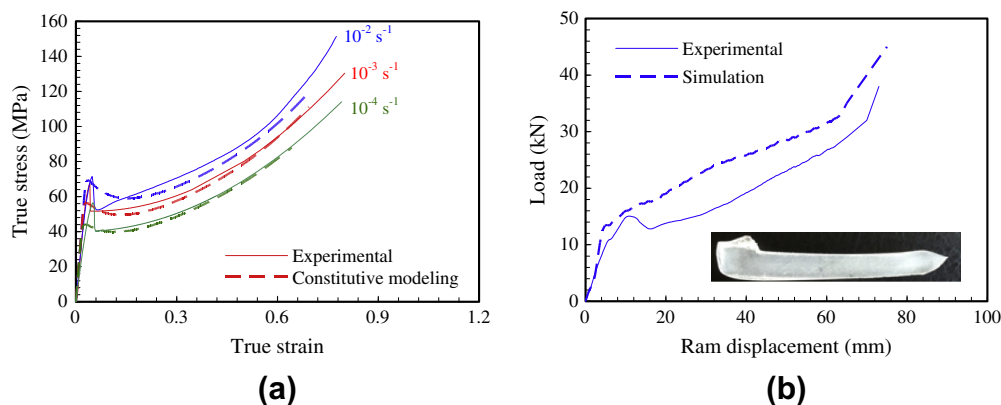 160
140
120
100
80
60
40
20
0
True stress (MPa)
10⁻² s⁻¹
10⁻³ s⁻¹
10⁻⁴ s⁻¹
Experimental
Constitutive modeling
0 0.3 0.6 0.9 1.2
True strain
(a)
50
40
30
20
10
0
Load (kN)
Experimental
Simulation
0 20 40 60 80 100
Ram displacement (mm)
(b)